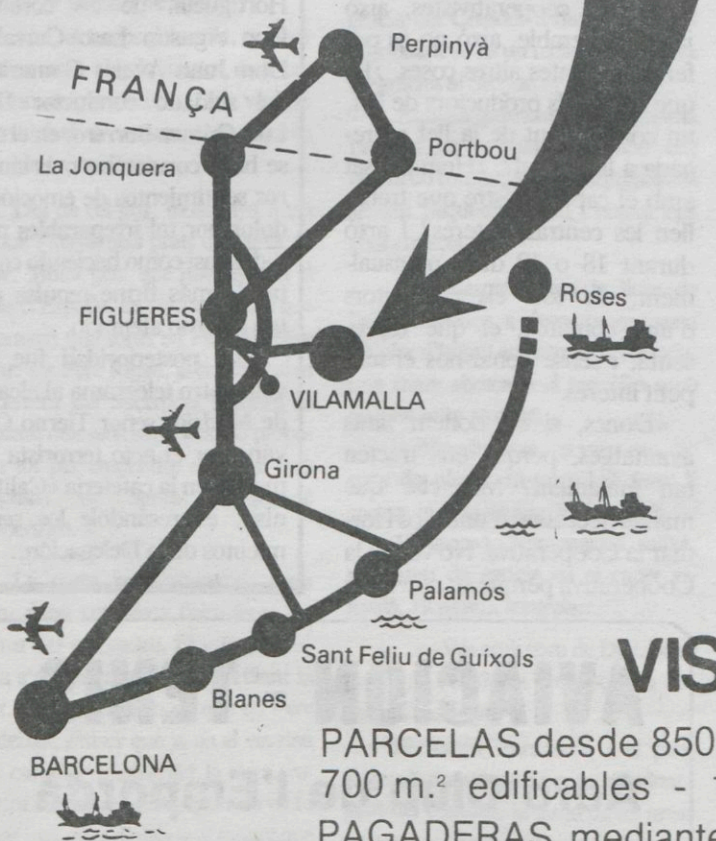 Perpinyà
FRANÇA
La Jonquera
Portbou
Roses
FIGUERES
VILAMALLA
Girona
Palamós
Sant Feliu de Guíxols
Blanes
BARCELONA
VIS
PARCELAS desde 850
700 m.² edificables -
PAGADERAS mediante